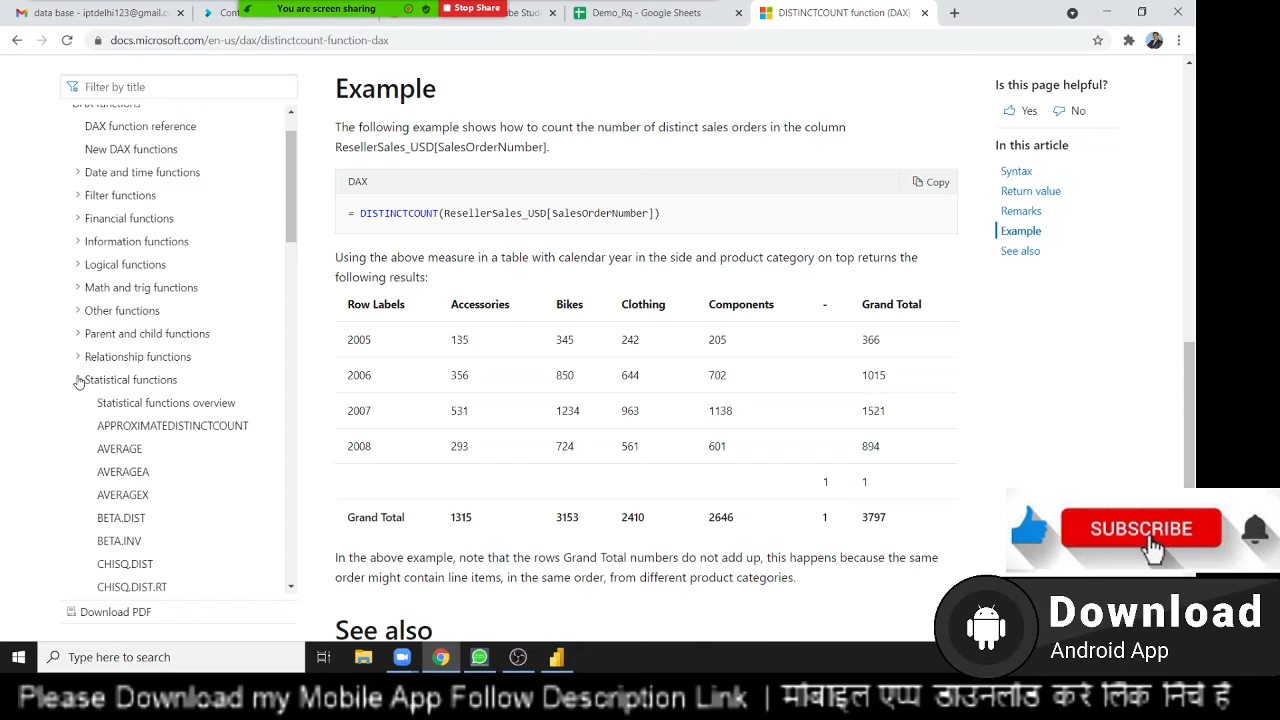 data base - iptdelhi123@gmail.c
Cont
You are screen sharing
Stop Share
be Stud
Demo_Rq - Google Sheets
DISTINCTCOUNT function (DAX)
docs.microsoft.com/en-us/dax/distinctcount-function-dax
Filter by title
DAX functions
DAX function reference
New DAX functions
Date and time functions
Filter functions
Financial functions
Information functions
Logical functions
Math and trig functions
Other functions
Parent and child functions
Relationship functions
Statistical functions
Statistical functions overview
APPROXIMATEDISTINCTCOUNT
AVERAGE
AVERAGEA
AVERAGEX
BETA.DIST
BETA.INV
CHISQ.DIST
CHISQ.DIST.RT
Download PDF
Example
The following example shows how to count the number of distinct sales orders in the column
ResellerSales_USD[SalesOrderNumber].
DAX Copy
= DISTINCTCOUNT(ResellerSales_USD[SalesOrderNumber])
Using the above measure in a table with calendar year in the side and product category on top returns the
following results:
Row Labels Accessories Bikes Clothing Components - Grand Total
2005 135 345 242 205 366
2006 356 850 644 702 1015
2007 531 1234 963 1138 1521
2008 293 724 561 601 894
1 1
Grand Total 1315 3153 2410 2646 1 3797
In the above example, note that the rows Grand Total numbers do not add up, this happens because the same
order might contain line items, in the same order, from different product categories.
See also
Is this page helpful?
Yes No
In this article
Syntax
Return value
Remarks
Example
See also
SUBSCRIBE
Download
Android App
Type here to search
Please Download my Mobile App Follow Description Link | मोबाइल एप्प डाउनलोड करे लिंक निचे है